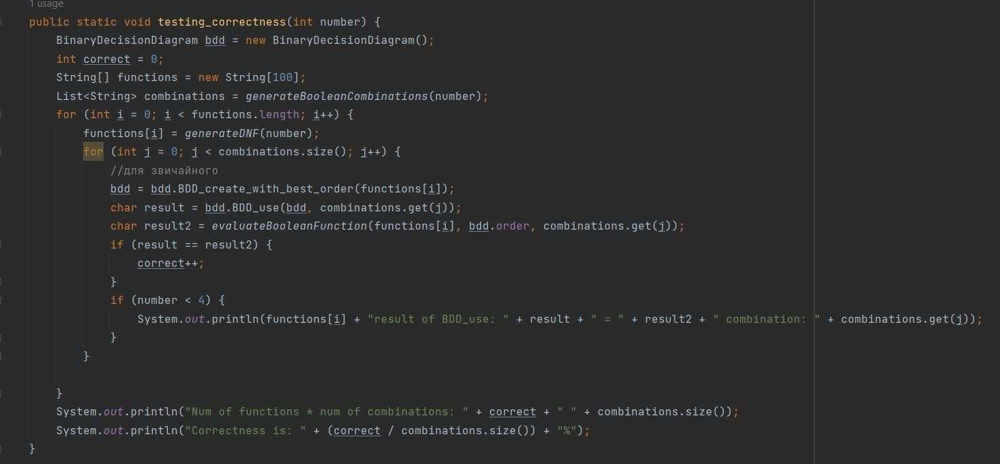 1 usage
public static void testing_correctness(int number) {
    BinaryDecisionDiagram bdd = new BinaryDecisionDiagram();
    int correct = 0;
    String[] functions = new String[100];
    List<String> combinations = generateBooleanCombinations(number);
    for (int i = 0; i < functions.length; i++) {
        functions[i] = generateDNF(number);
        for (int j = 0; j < combinations.size(); j++) {
            //для звичайного
            bdd = bdd.BDD_create_with_best_order(functions[i]);
            char result = bdd.BDD_use(bdd, combinations.get(j));
            char result2 = evaluateBooleanFunction(functions[i], bdd.order, combinations.get(j));
            if (result == result2) {
                correct++;
            }
            if (number < 4) {
                System.out.println(functions[i] + "result of BDD_use: " + result + " = " + result2 + " combination: " + combinations.get(j));
            }
        }
    }
    System.out.println("Num of functions * num of combinations: " + correct + " " + combinations.size());
    System.out.println("Correctness is: " + (correct / combinations.size()) + "%");
}